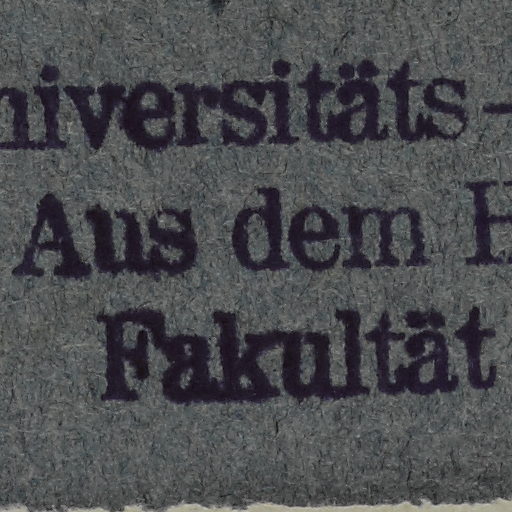 niversitäts-
Aus dem H
Fakultät